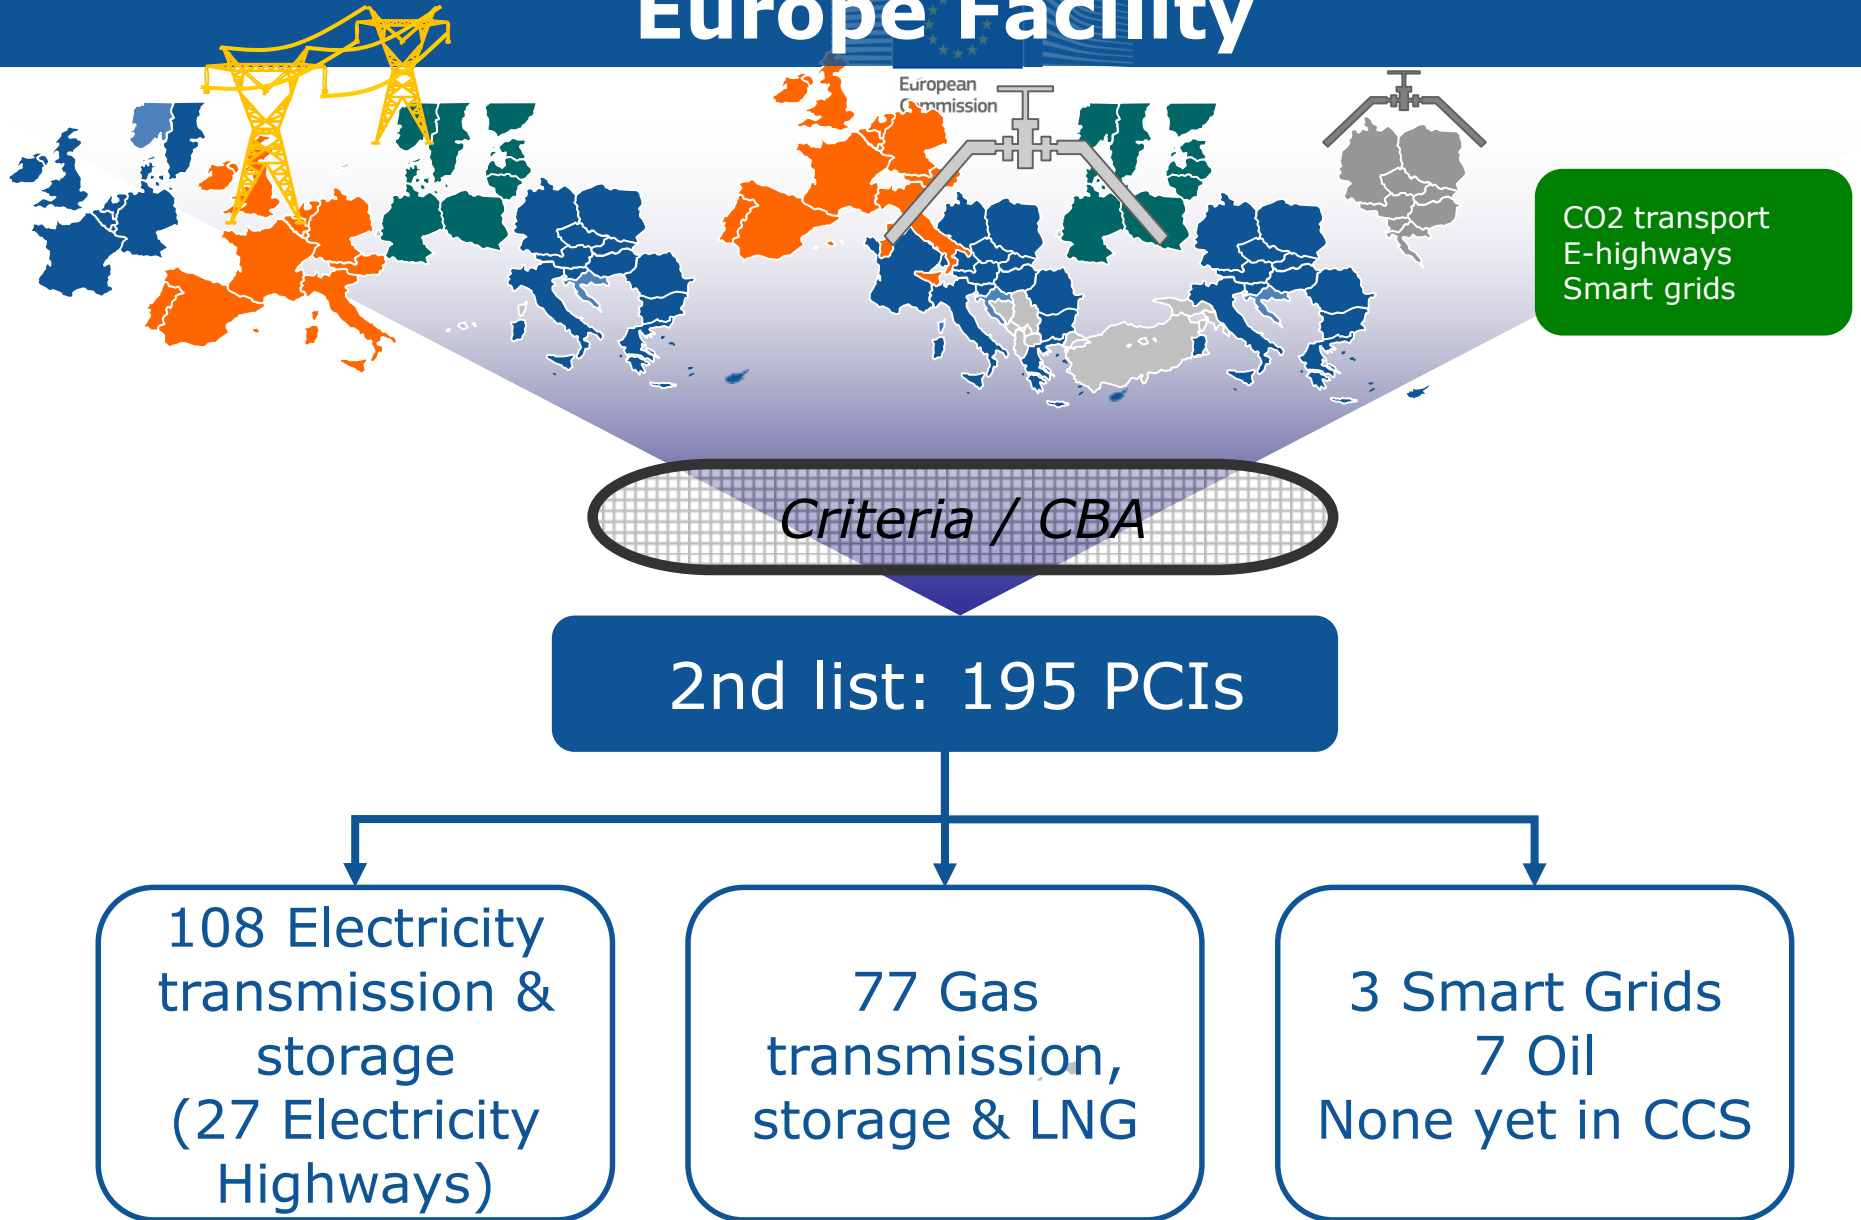 Europe Facility
European
Commission
CO2 transport
E-highways
Smart grids
Criteria / CBA
2nd list: 195 PCIs
108 Electricity
transmission &
storage
(27 Electricity
Highways)
77 Gas
transmission,
storage & LNG
3 Smart Grids
7 Oil
None yet in CCS